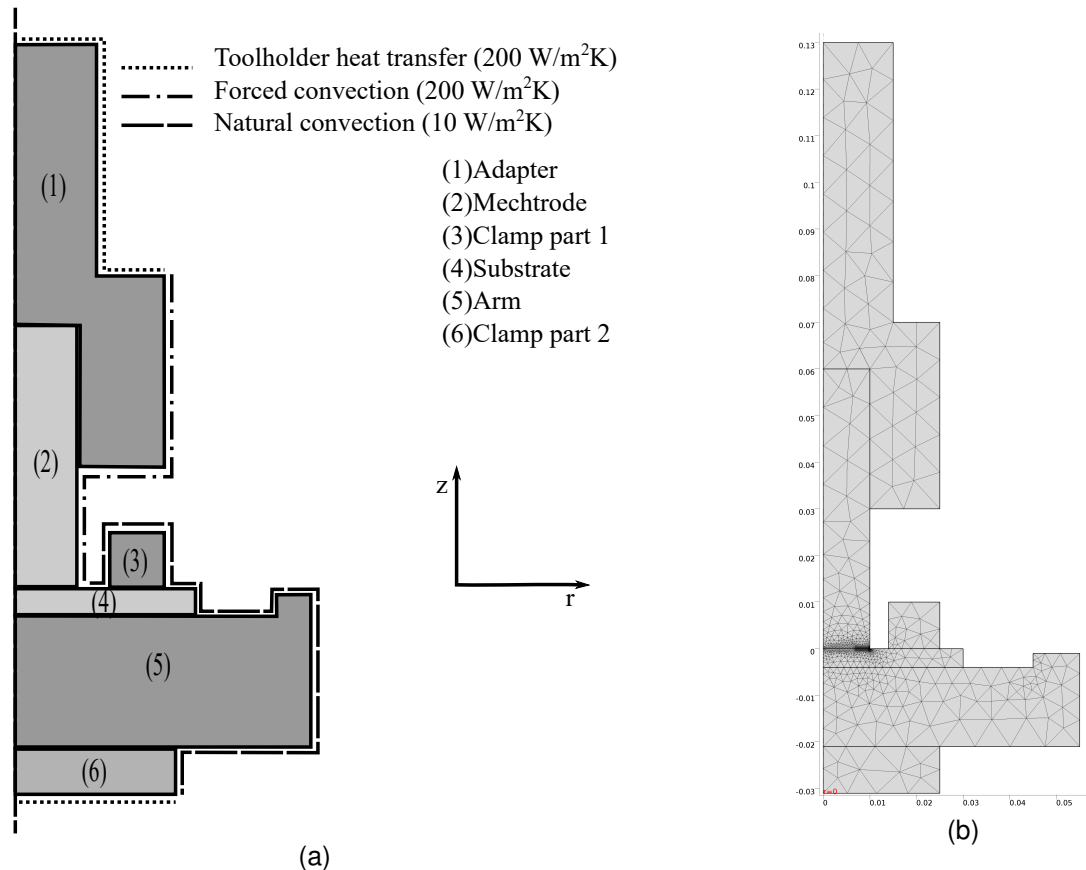 Toolholder heat transfer (200 W/m²K)
Forced convection (200 W/m²K)
Natural convection (10 W/m²K)
(1)Adapter
(2)Mechtrode
(3)Clamp part 1
(4)Substrate
(5)Arm
(6)Clamp part 2
(1)
(2)
(3)
(4)
(5)
(6)
z
r
(a)
0.13
0.12
0.11
0.1
0.09
0.08
0.07
0.06
0.05
0.04
0.03
0.02
0.01
0
-0.01
-0.02
-0.03
r=0
0 0.01 0.02 0.03 0.04 0.05
(b)